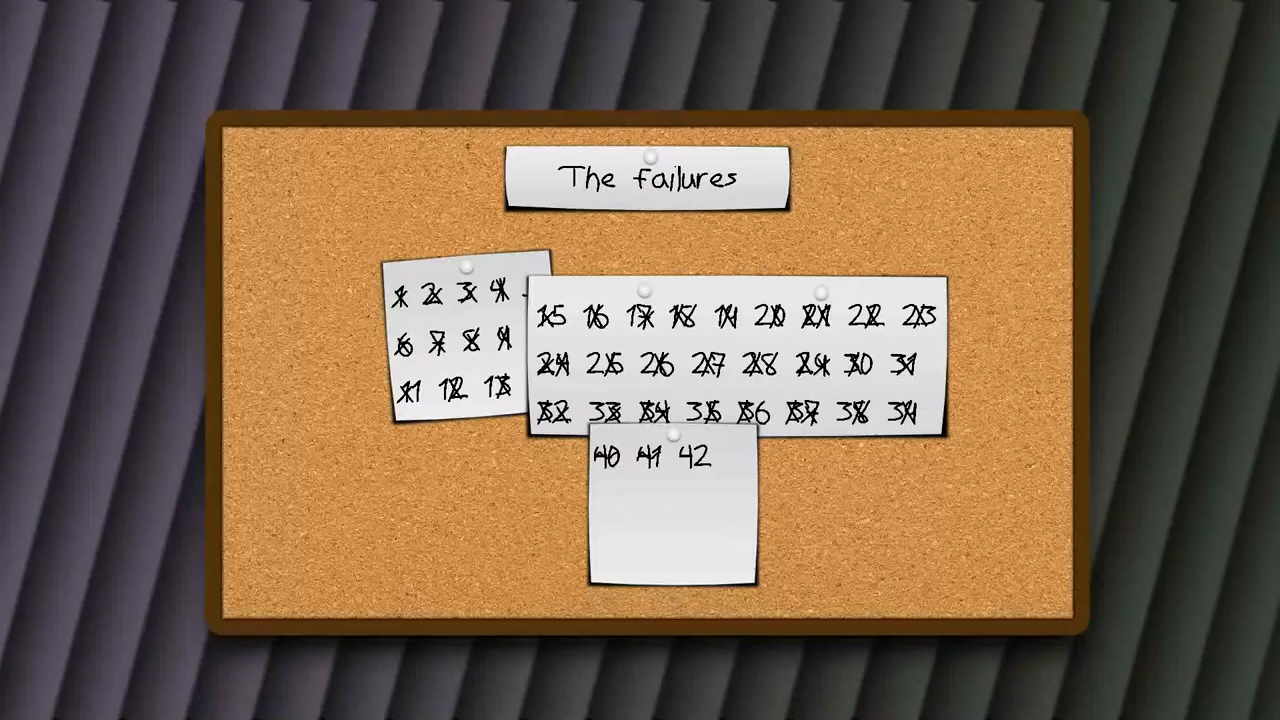 The failures
1 2 3 4
6 7 8 9
11 12 13
15 16 17 18 19 20 21 22 23
24 25 26 27 28 29 30 31
32 33 34 35 36 37 38 39
40 41 42